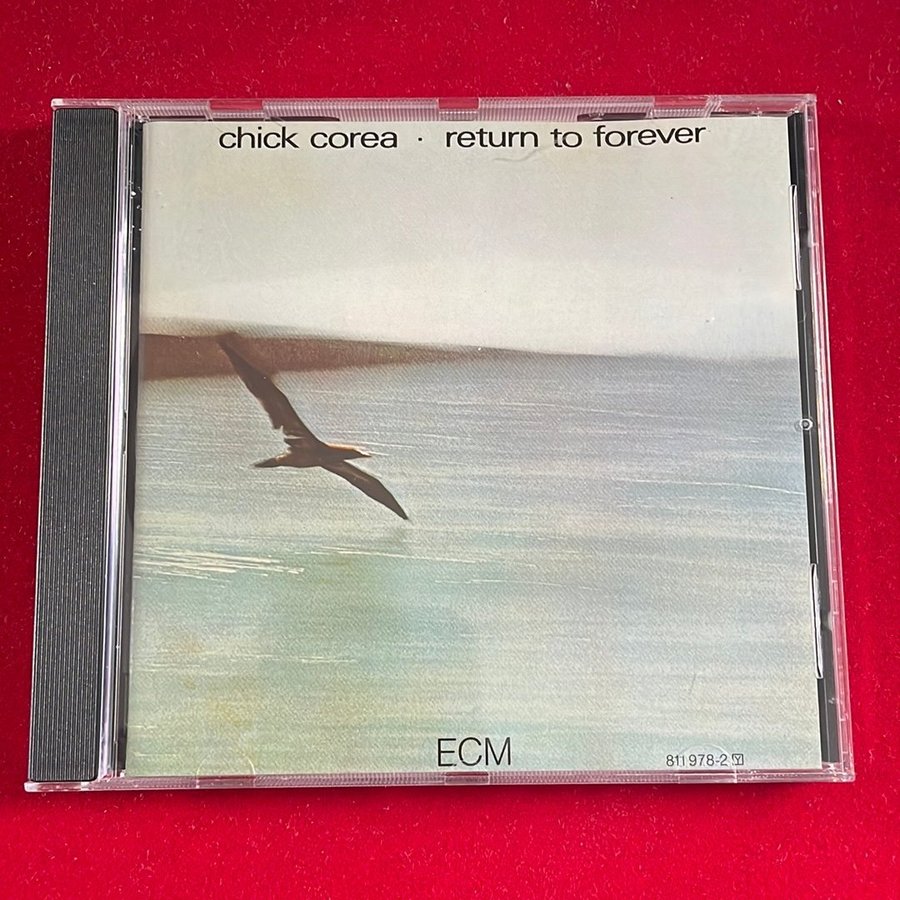 chick corea · return to forever
ECM
811 978-2 Y